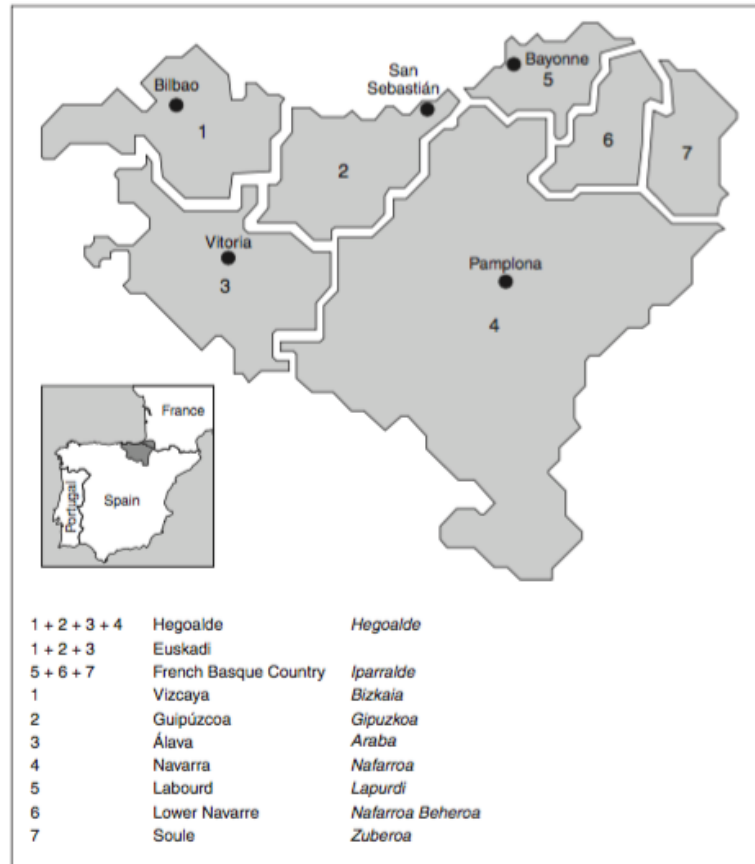 Bilbao
1
San
Sebastián
2
Bayonne
5
6
7
Vitoria
3
Pamplona
4
France
Portugal
Spain
1 + 2 + 3 + 4 Hegoalde Hegoalde
1 + 2 + 3 Euskadi
5 + 6 + 7 French Basque Country Iparralde
1 Vizcaya Bizkaia
2 Guipúzcoa Gipuzkoa
3 Álava Araba
4 Navarra Nafarroa
5 Labourd Lapurdi
6 Lower Navarre Nafarroa Beheroa
7 Soule Zuberoa